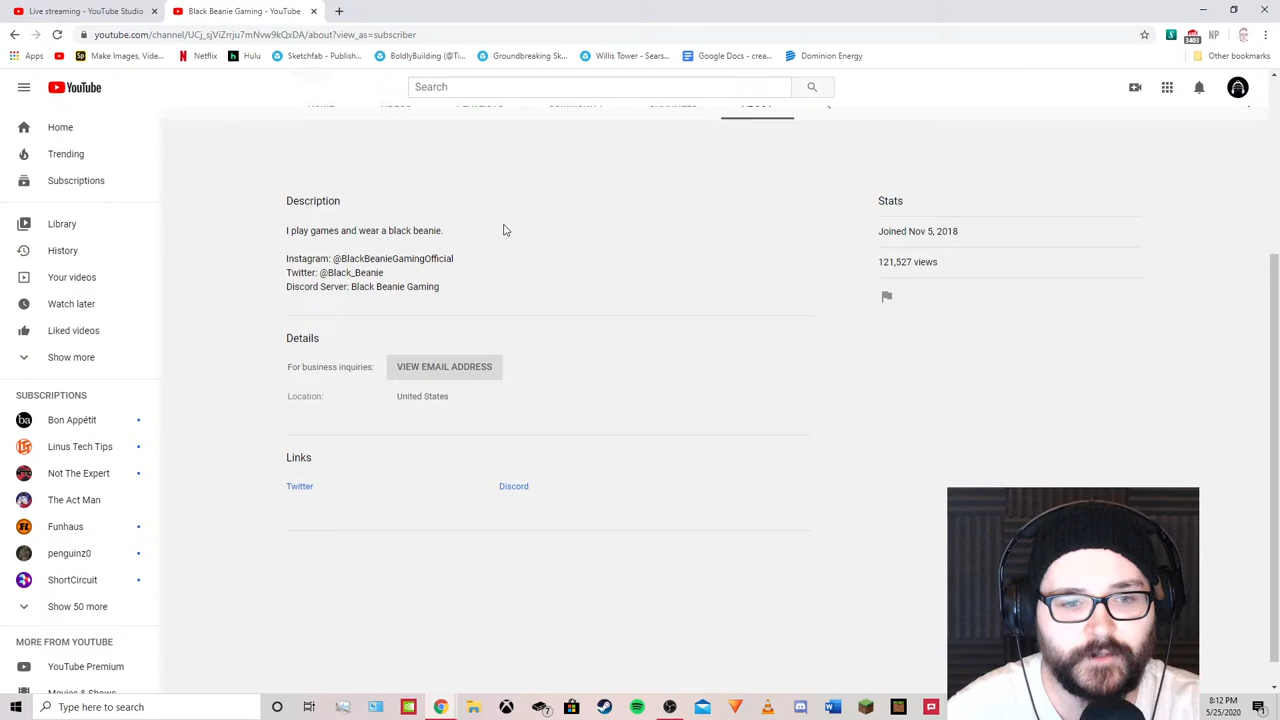 Live streaming - YouTube Studio
Black Beanie Gaming - YouTube
youtube.com/channel/UCj_sjViZrrju7mNvw9kQxDA/about?view_as=subscriber
3403
NP
Apps
Make Images, Vide...
Netflix
Hulu
Sketchfab - Publish...
BoldlyBuilding (@Ti...
Groundbreaking Sk...
Willis Tower - Sears...
Google Docs - crea...
Dominion Energy
Other bookmarks
YouTube
Search
Home
Trending
Subscriptions
Library
History
Your videos
Watch later
Liked videos
Show more
SUBSCRIPTIONS
ba Bon Appétit
Linus Tech Tips
Not The Expert
The Act Man
Funhaus
penguinz0
ShortCircuit
Show 50 more
MORE FROM YOUTUBE
YouTube Premium
Movies & Shows
Description
I play games and wear a black beanie.
Instagram: @BlackBeanieGamingOfficial
Twitter: @Black_Beanie
Discord Server: Black Beanie Gaming
Details
For business inquiries: VIEW EMAIL ADDRESS
Location: United States
Links
Twitter Discord
Stats
Joined Nov 5, 2018
121,527 views
Type here to search
8:12 PM
5/25/2020